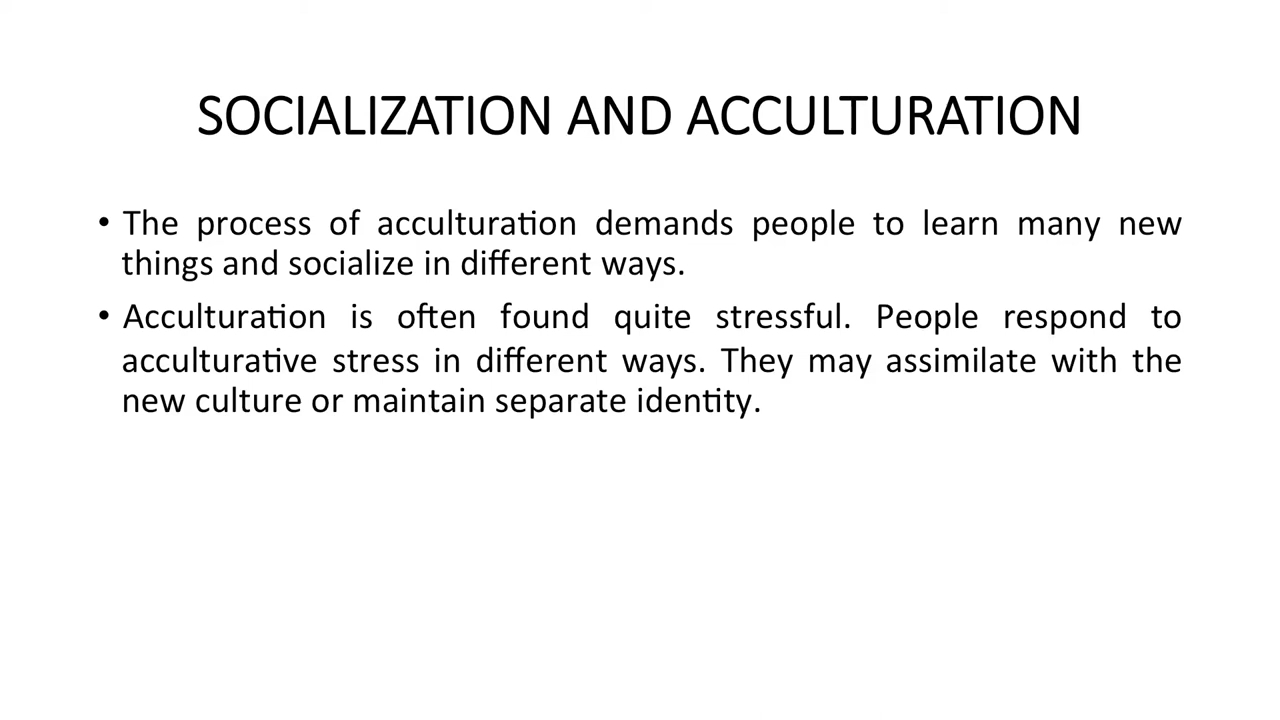 SOCIALIZATION AND ACCULTURATION
• The process of acculturation demands people to learn many new
things and socialize in different ways.
• Acculturation is often found quite stressful. People respond to
acculturative stress in different ways. They may assimilate with the
new culture or maintain separate identity.